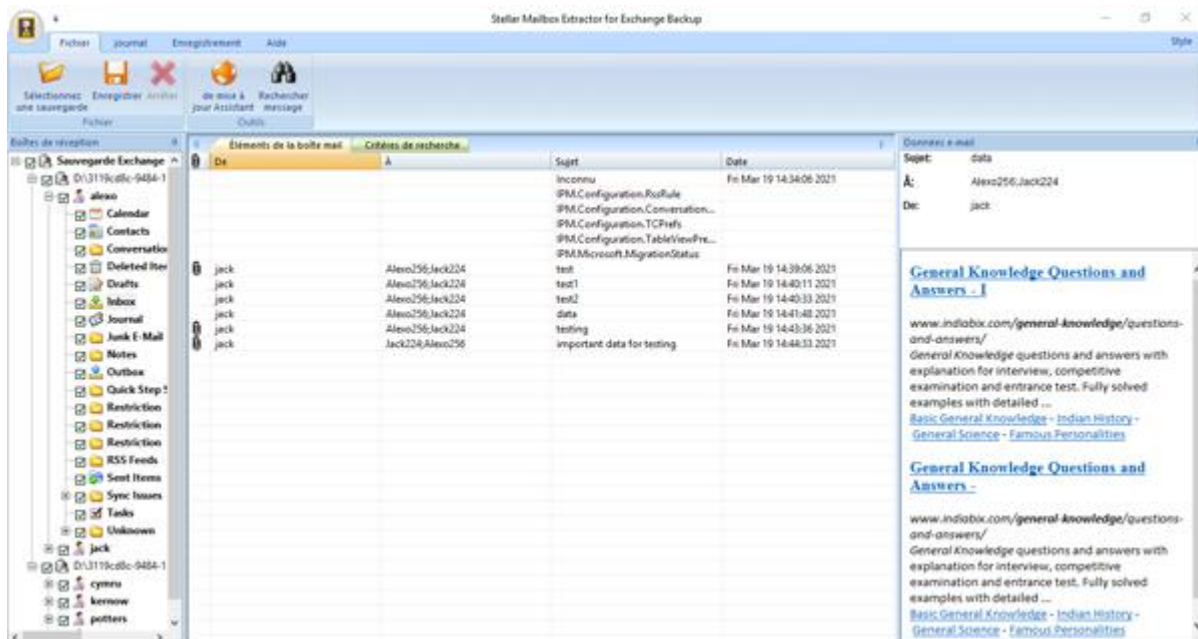 Stellar Mailbox Extractor for Exchange Backup
Fichier Journal Enregistrement Aide Style
Sélectionnez une sauvegarde
Enregistrer
Arrêter
de mise à jour Assistant
Rechercher message
Fichier
Outils
Boîtes de réception
Sauvegarde Exchange
D:\3119cd8c-9484-1
alexo
Calendar
Contacts
Conversation
Deleted Iter
Drafts
Inbox
Journal
Junk E-Mail
Notes
Outbox
Quick Step S
Restriction
Restriction
Restriction
RSS Feeds
Sent Items
Sync Issues
Tasks
Unknown
jack
D:\3119cd8c-9484-1
cymru
kernow
potters
Éléments de la boîte mail Critères de recherche
De À Sujet Date
Inconnu Fri Mar 19 14:34:06 2021
IPM.Configuration.RssRule
IPM.Configuration.Conversation...
IPM.Configuration.TCPrefs
IPM.Configuration.TableViewPre...
IPM.Microsoft.MigrationStatus
jack Alexo256;Jack224 test Fri Mar 19 14:39:06 2021
jack Alexo256;Jack224 test1 Fri Mar 19 14:40:11 2021
jack Alexo256;Jack224 test2 Fri Mar 19 14:40:33 2021
jack Alexo256;Jack224 data Fri Mar 19 14:41:48 2021
jack Alexo256;Jack224 testing Fri Mar 19 14:43:36 2021
jack Jack224;Alexo256 important data for testing Fri Mar 19 14:44:33 2021
Données e-mail
Sujet: data
À: Alexo256;Jack224
De: jack
General Knowledge Questions and
Answers - I
www.indiabix.com/general-knowledge/questions-
and-answers/
General Knowledge questions and answers with
explanation for interview, competitive
examination and entrance test. Fully solved
examples with detailed ...
Basic General Knowledge - Indian History -
General Science - Famous Personalities
General Knowledge Questions and
Answers -
www.indiabix.com/general-knowledge/questions-
and-answers/
General Knowledge questions and answers with
explanation for interview, competitive
examination and entrance test. Fully solved
examples with detailed ...
Basic General Knowledge - Indian History -
General Science - Famous Personalities